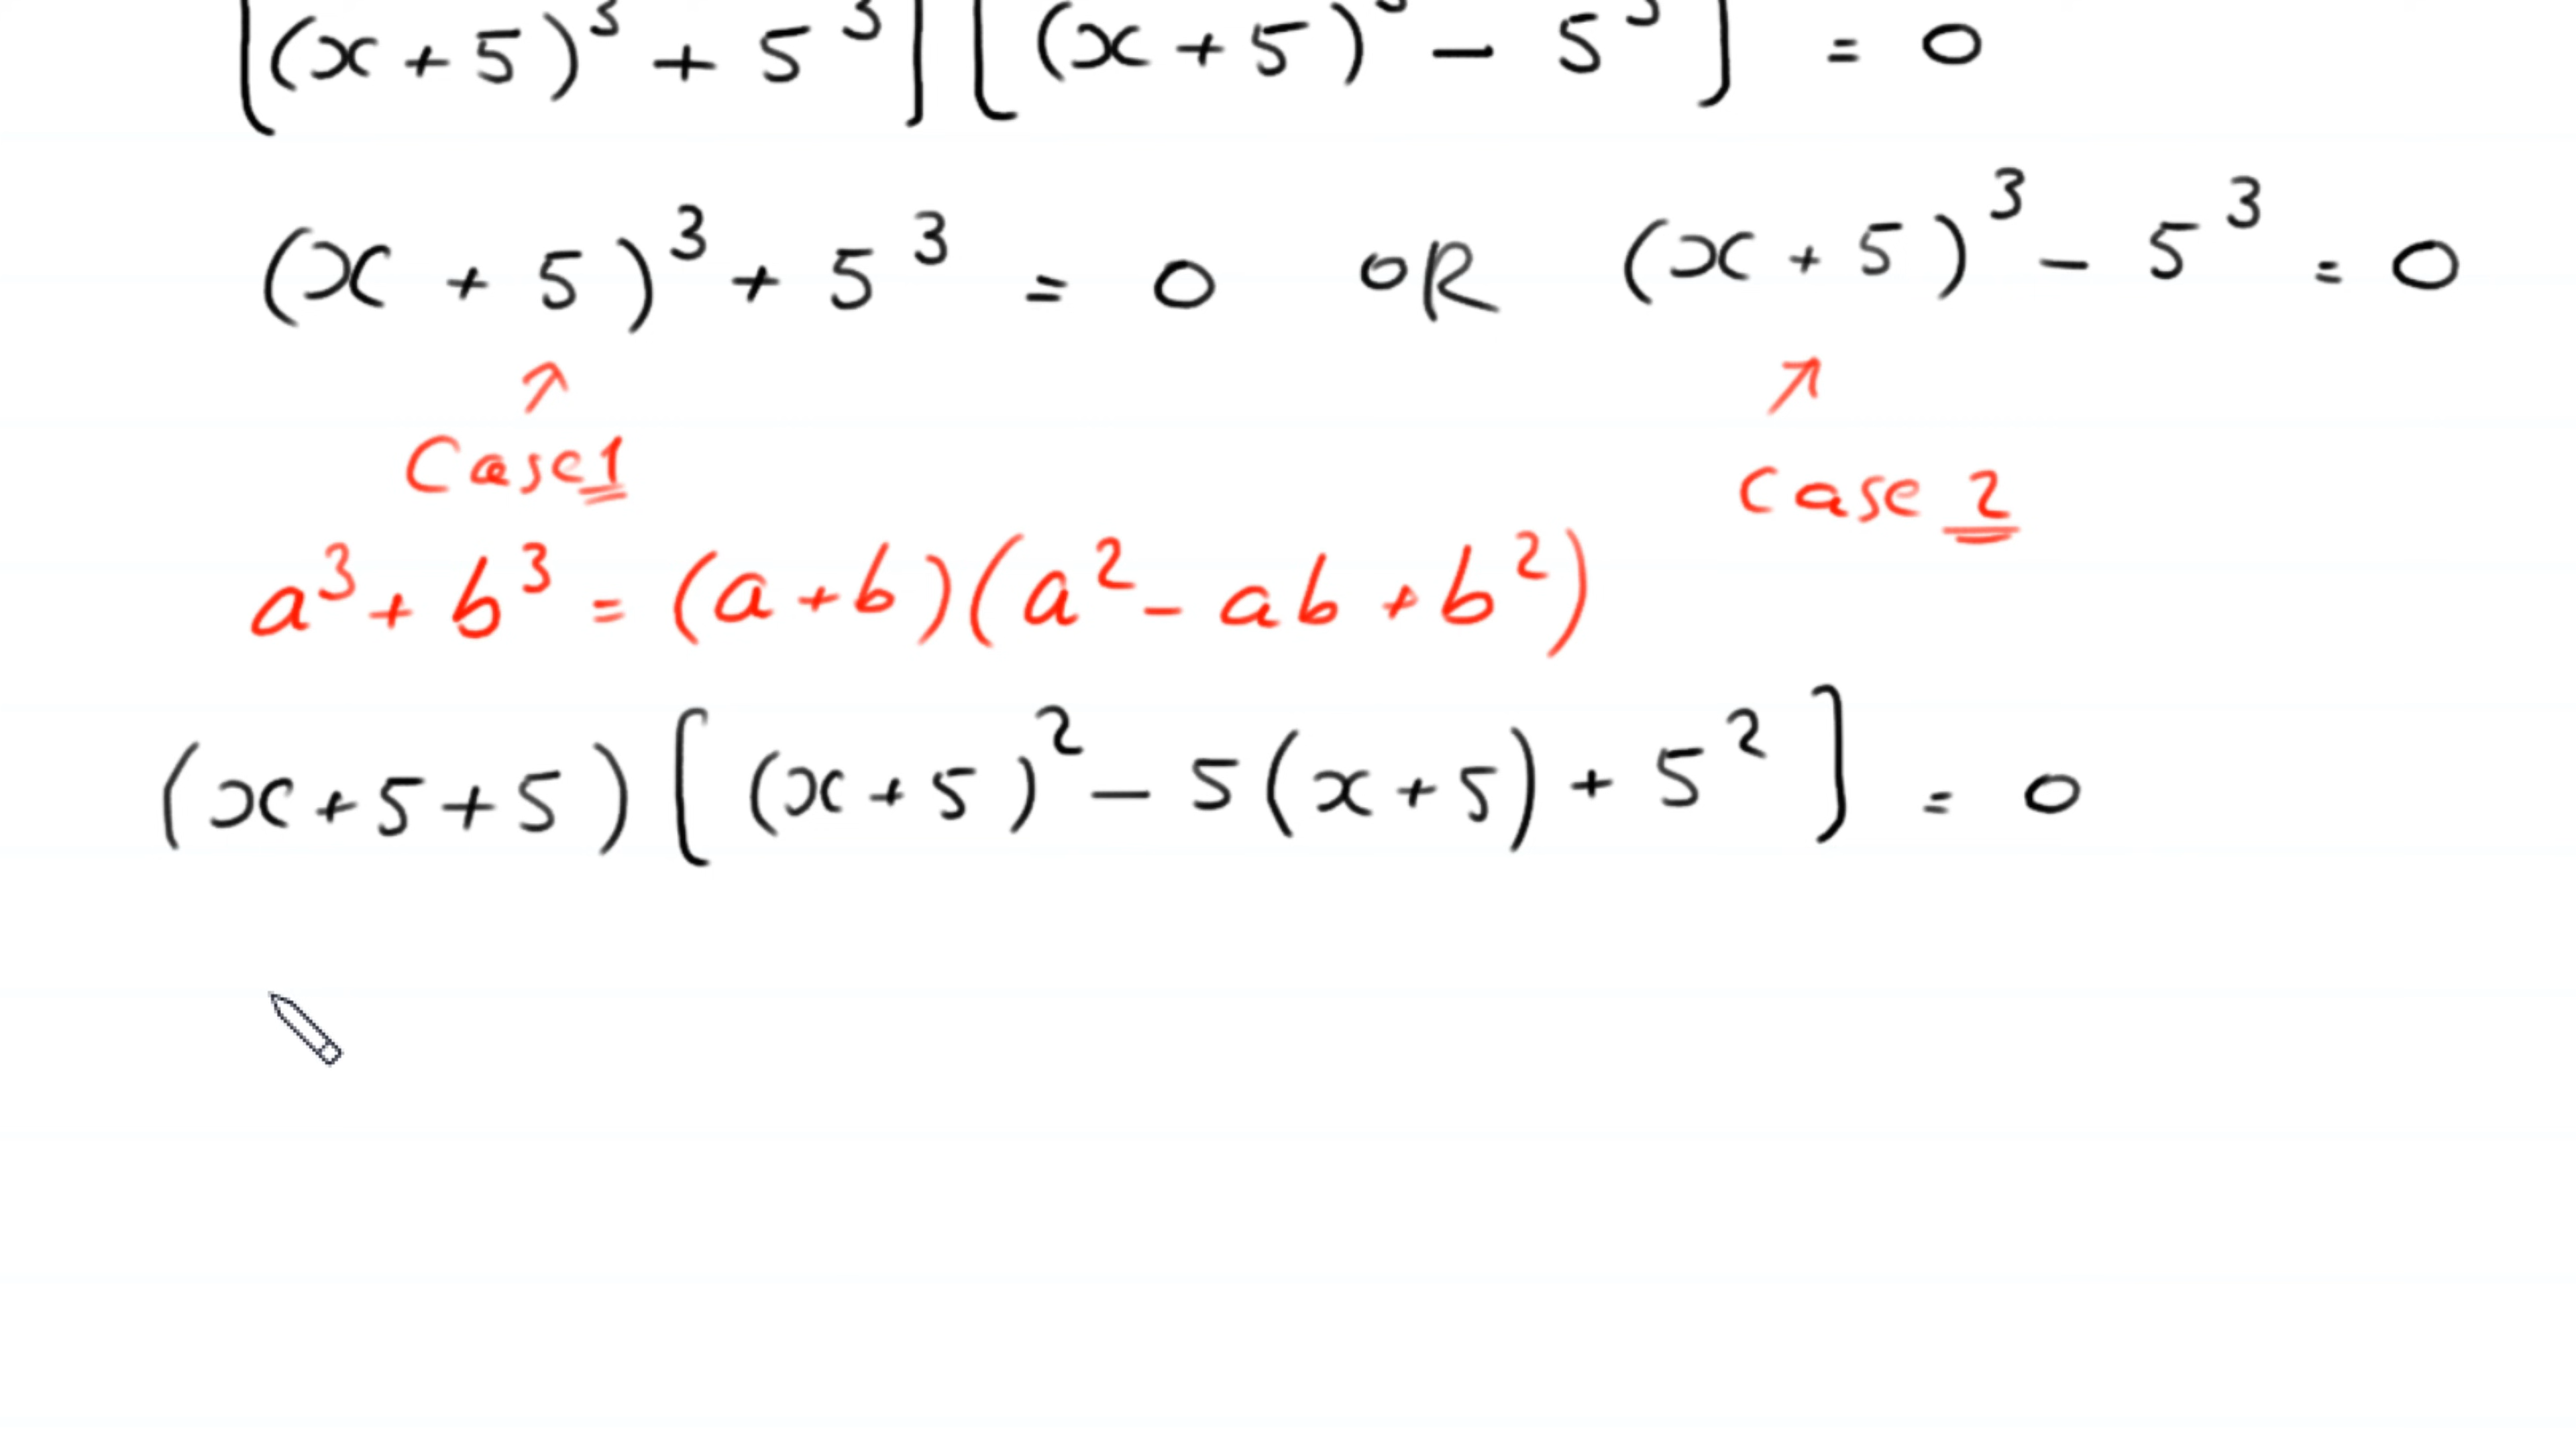 [(x + 5)³ + 5³] [(x + 5)³ - 5³] = 0
(x + 5)³ + 5³ = 0 OR (x + 5)³ - 5³ = 0
Case 1 Case 2
a³ + b³ = (a + b)(a² - ab + b²)
(x + 5 + 5) [(x + 5)² - 5(x + 5) + 5²] = 0